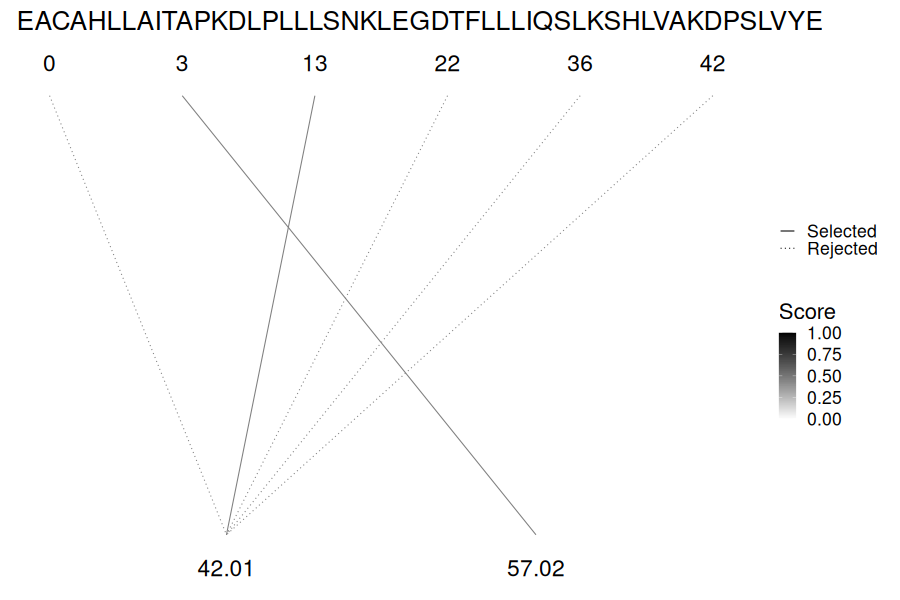 EACAHLLAITAPKDLPLLLSNKLEGDTFLLLIQSLKSHLVAKDPSLVYE
0 3 13 22 36 42
Selected
Rejected
Score
1.00
0.75
0.50
0.25
0.00
42.01 57.02